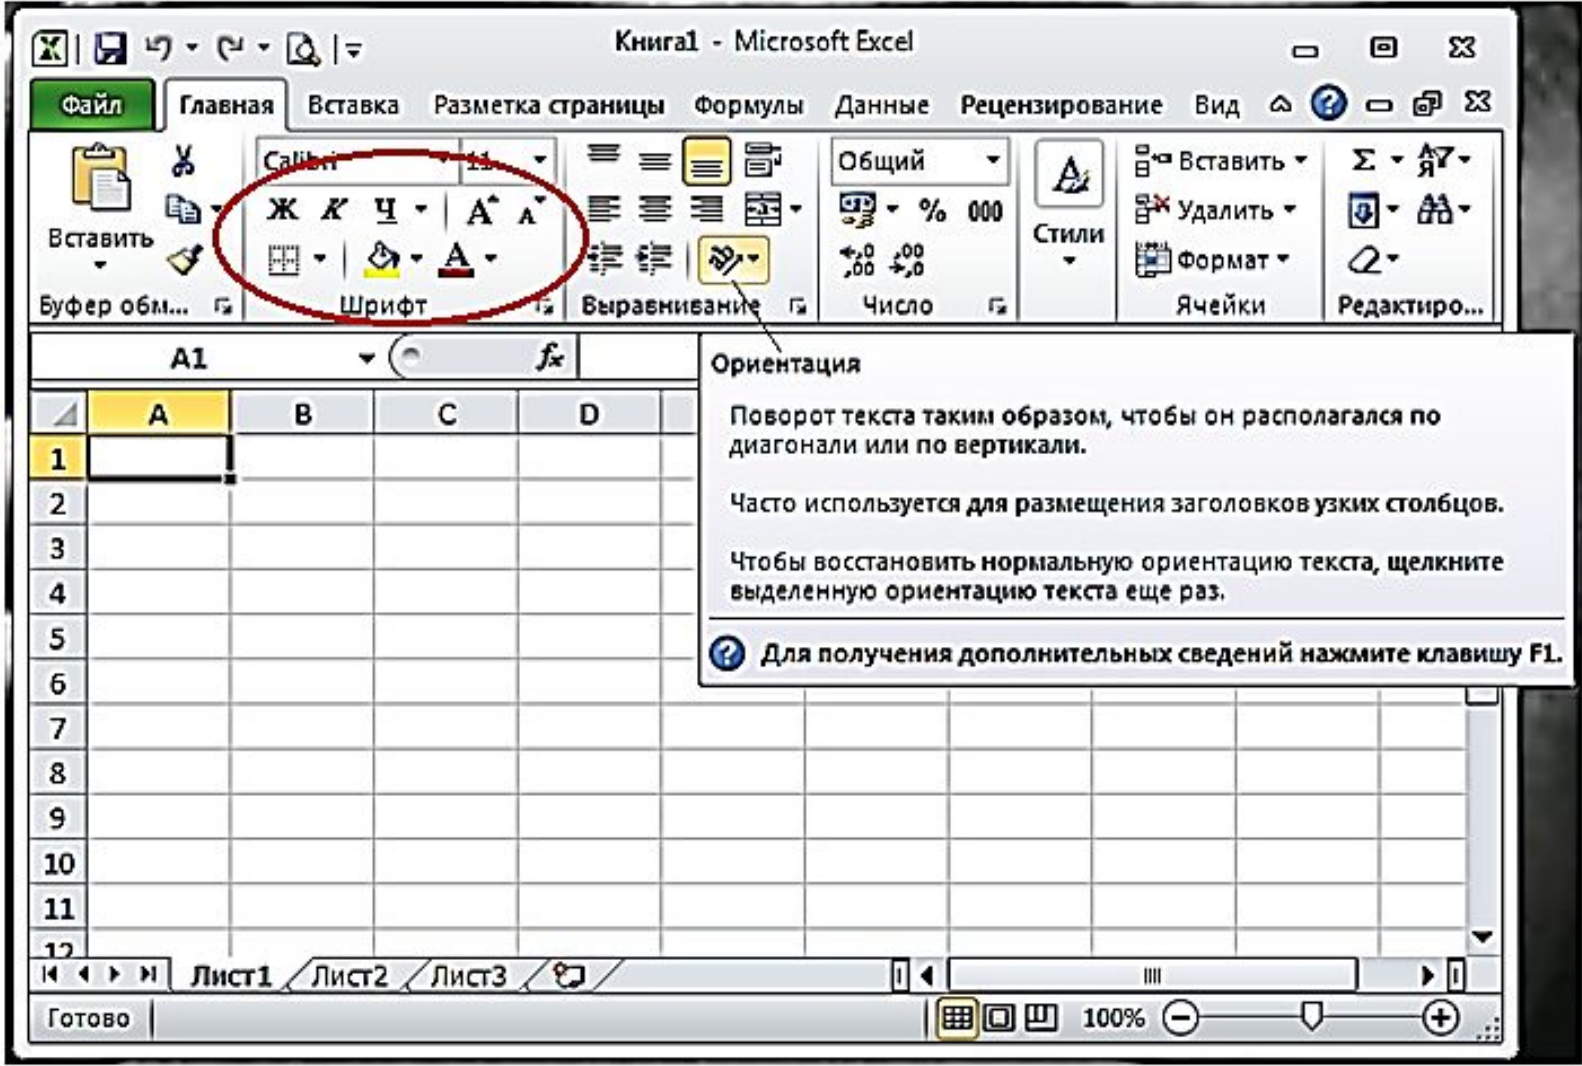 Книга1 - Microsoft Excel
Файл Главная Вставка Разметка страницы Формулы Данные Рецензирование Вид
Calibri 11 Общий Вставить Σ
Ж К Ч А А % 000 Удалить
Вставить А ,00 ,0 Стили Формат
Буфер обм... Шрифт Выравнивание Число Ячейки Редактиро...
A1 fx
Ориентация
Поворот текста таким образом, чтобы он располагался по
диагонали или по вертикали.
Часто используется для размещения заголовков узких столбцов.
Чтобы восстановить нормальную ориентацию текста, щелкните
выделенную ориентацию текста еще раз.
Для получения дополнительных сведений нажмите клавишу F1.
A B C D
1
2
3
4
5
6
7
8
9
10
11
12
Лист1 Лист2 Лист3
Готово 100%